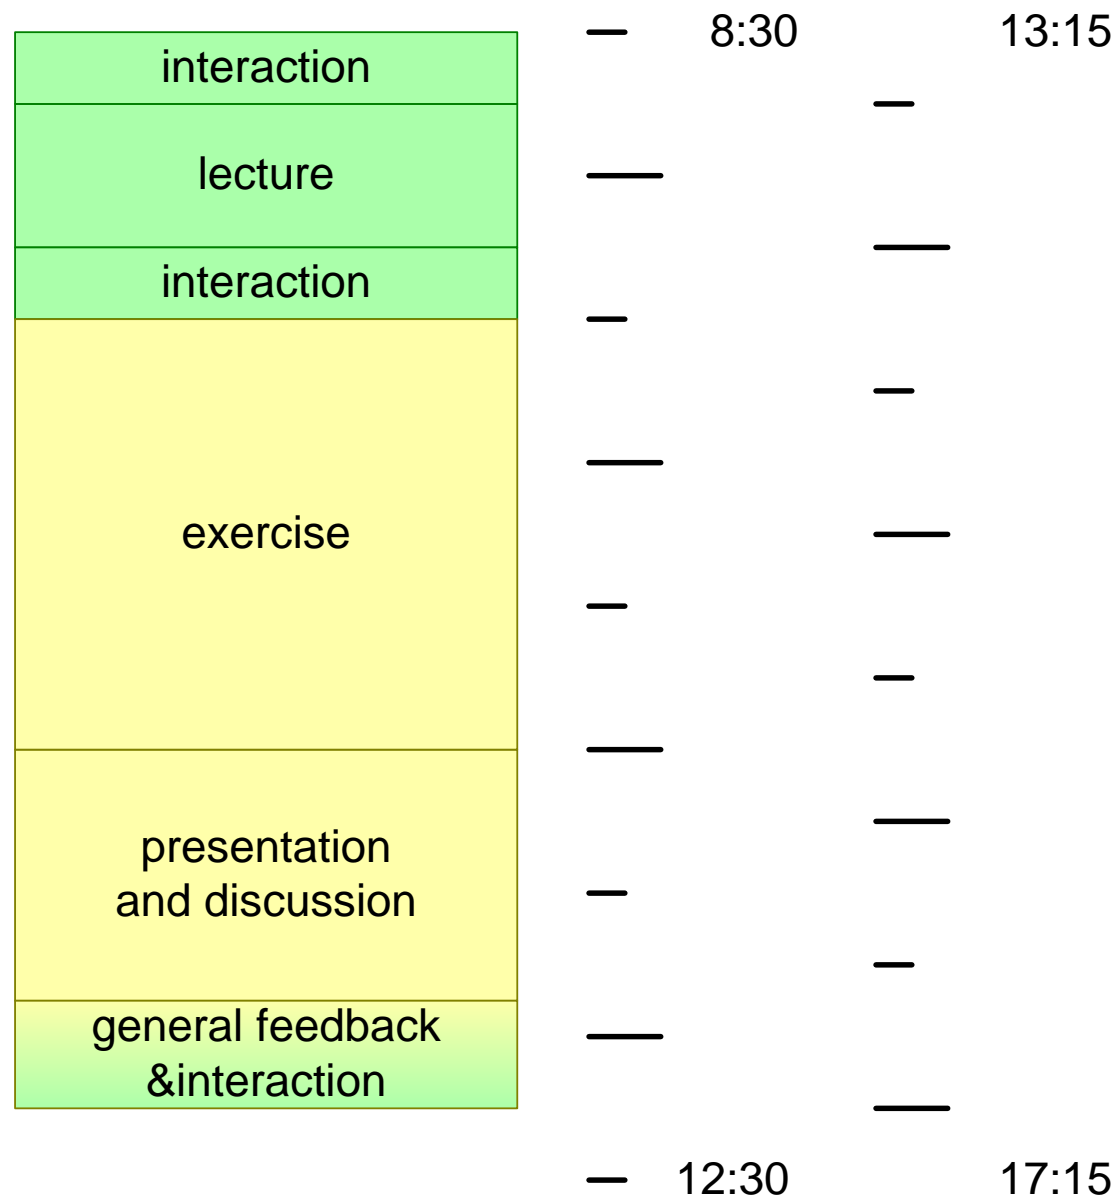 8:30
13:15
interaction
lecture
interaction
exercise
presentation
and discussion
general feedback
&interaction
12:30
17:15